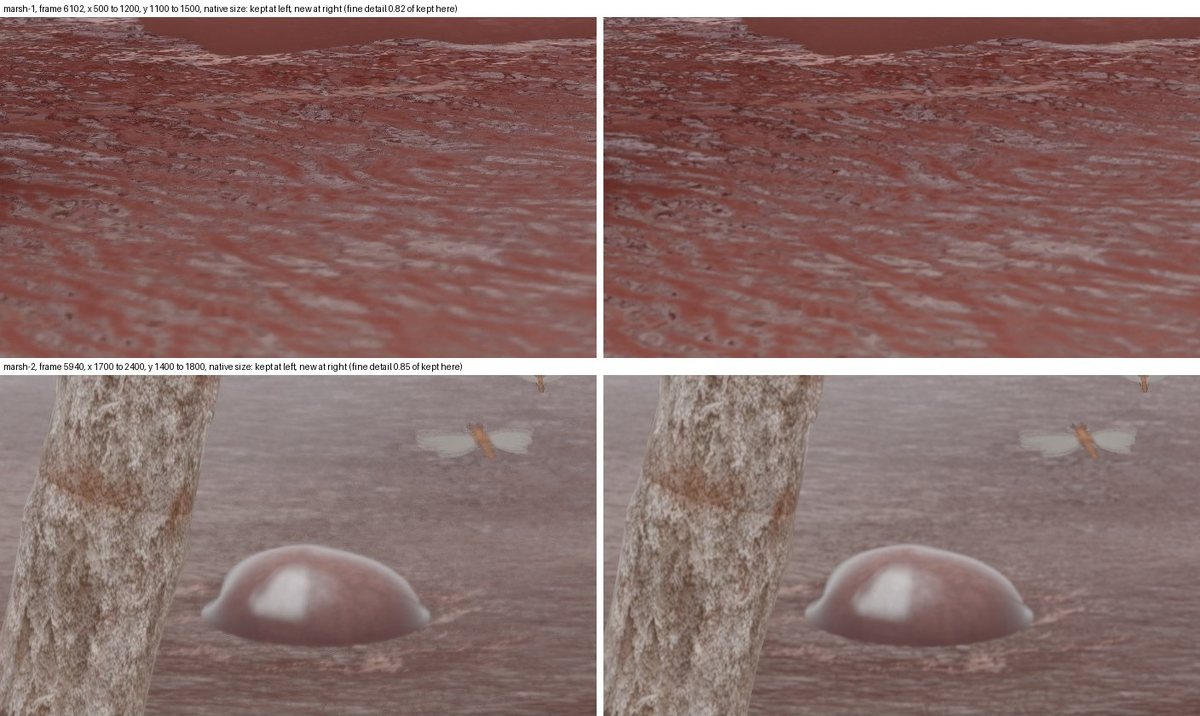 marsh-1, frame 6102, x 500 to 1200, y 1100 to 1500, native size: kept at left, new at right (fine detail 0.82 of kept here)
marsh-2, frame 5940, x 1700 to 2400, y 1400 to 1800, native size: kept at left, new at right (fine detail 0.85 of kept here)